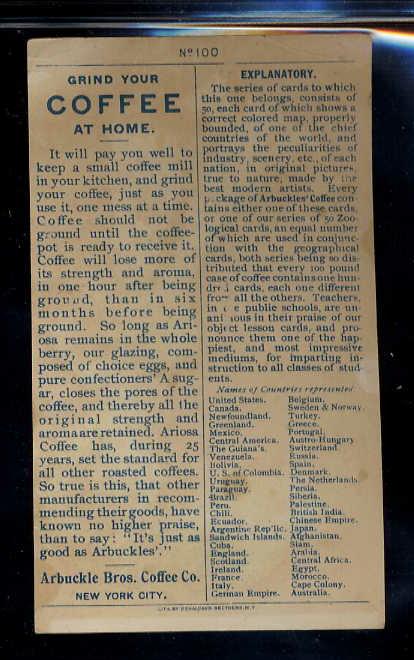 No 100
GRIND YOUR
COFFEE
AT HOME.
It will pay you well to
keep a small coffee mill
in your kitchen, and grind
your coffee, just as you
use it, one mess at a time.
Coffee should not be
ground until the coffee-
pot is ready to receive it.
Coffee will lose more of
its strength and aroma,
in one hour after being
ground, than in six
months before being
ground. So long as Ari-
osa remains in the whole
berry, our glazing, com-
posed of choice eggs, and
pure confectioners' A sug-
ar, closes the pores of the
coffee, and thereby all the
original strength and
aroma are retained. Ariosa
Coffee has, during 25
years, set the standard for
all other roasted coffees.
So true is this, that other
manufacturers in recom-
mending their goods, have
known no higher praise,
than to say: "It's just as
good as Arbuckles'."
Arbuckle Bros. Coffee Co.
NEW YORK CITY.
EXPLANATORY.
The series of cards to which
this one belongs, consists of
50, each card of which shows a
correct colored map, properly
bounded, of one of the chief
countries of the world, and
portrays the peculiarities of
industry, scenery, etc., of each
nation, in original pictures,
true to nature, made by the
best modern artists. Every
package of Arbuckles' Coffee con-
tains either one of these cards,
or one of our series of 50 Zoo-
logical cards, an equal number
of which are used in conjunc-
tion with the geographical
cards, both series being so dis-
tributed that every 100 pound
case of coffee contains one hun-
dred cards, each one different
from all the others. Teachers,
in the public schools, are un-
animous in their praise of our
object lesson cards, and pro-
nounce them one of the hap-
piest, and most impressive
mediums, for imparting in-
struction to all classes of stud-
ents.
Names of Countries represented
United States. Belgium.
Canada. Sweden & Norway.
Newfoundland. Turkey.
Greenland. Greece.
Mexico. Portugal.
Central America. Austro-Hungary
The Guiana's. Switzerland.
Venezuela. Russia.
Bolivia. Spain.
U. S. of Colombia. Denmark.
Uruguay. The Netherlands.
Paraguay. Persia.
Brazil. Siberia.
Peru. Palestine.
Chili. British India.
Ecuador. Chinese Empire.
Argentine Rep'lic. Japan.
Sandwich Islands. Afghanistan.
Cuba. Siam.
England. Arabia.
Scotland. Central Africa.
Ireland. Egypt.
France. Morocco.
Italy. Cape Colony.
German Empire. Australia.
LITH. BY DONALDSON BROTHERS, N.Y.